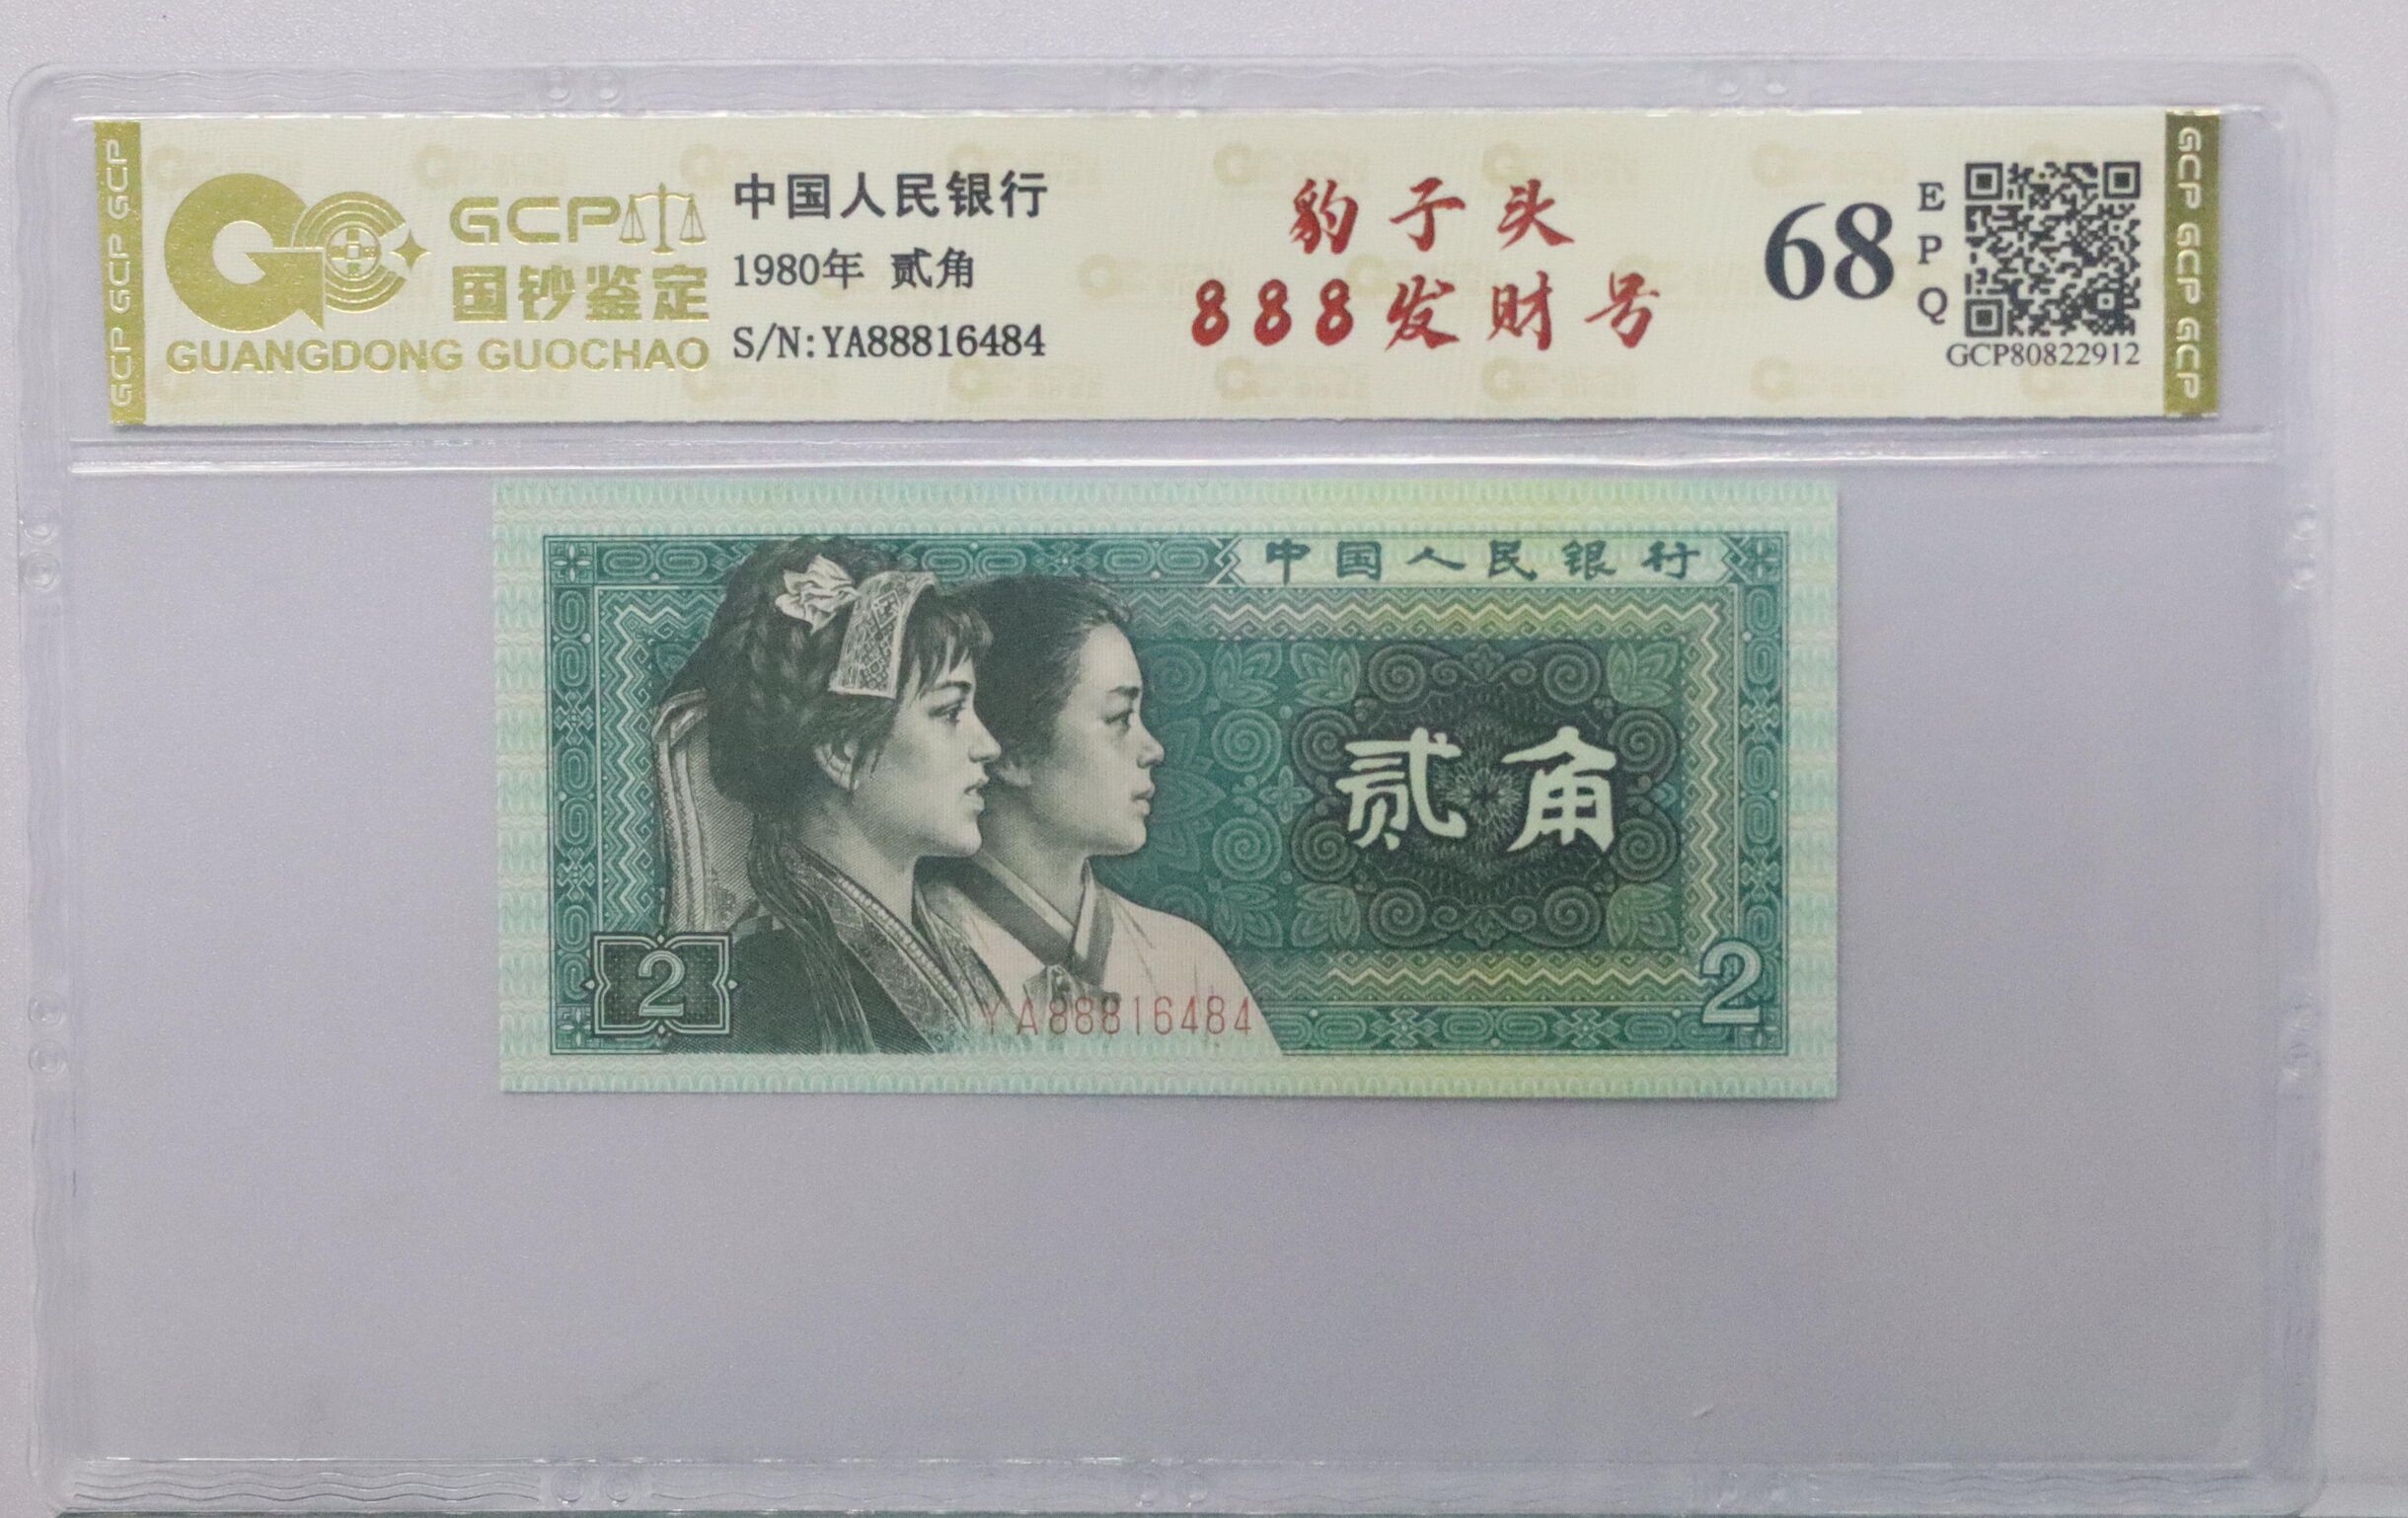 GCP GCP GCP
GCP
国钞鉴定
GUANGDONG GUOCHAO
中国人民银行
1980年 贰角
S/N:YA88816484
豹子头
888发财号
68
EPQ
GCP80822912
GCP GCP GCP
中国人民银行
贰角
2
YA88816484
2